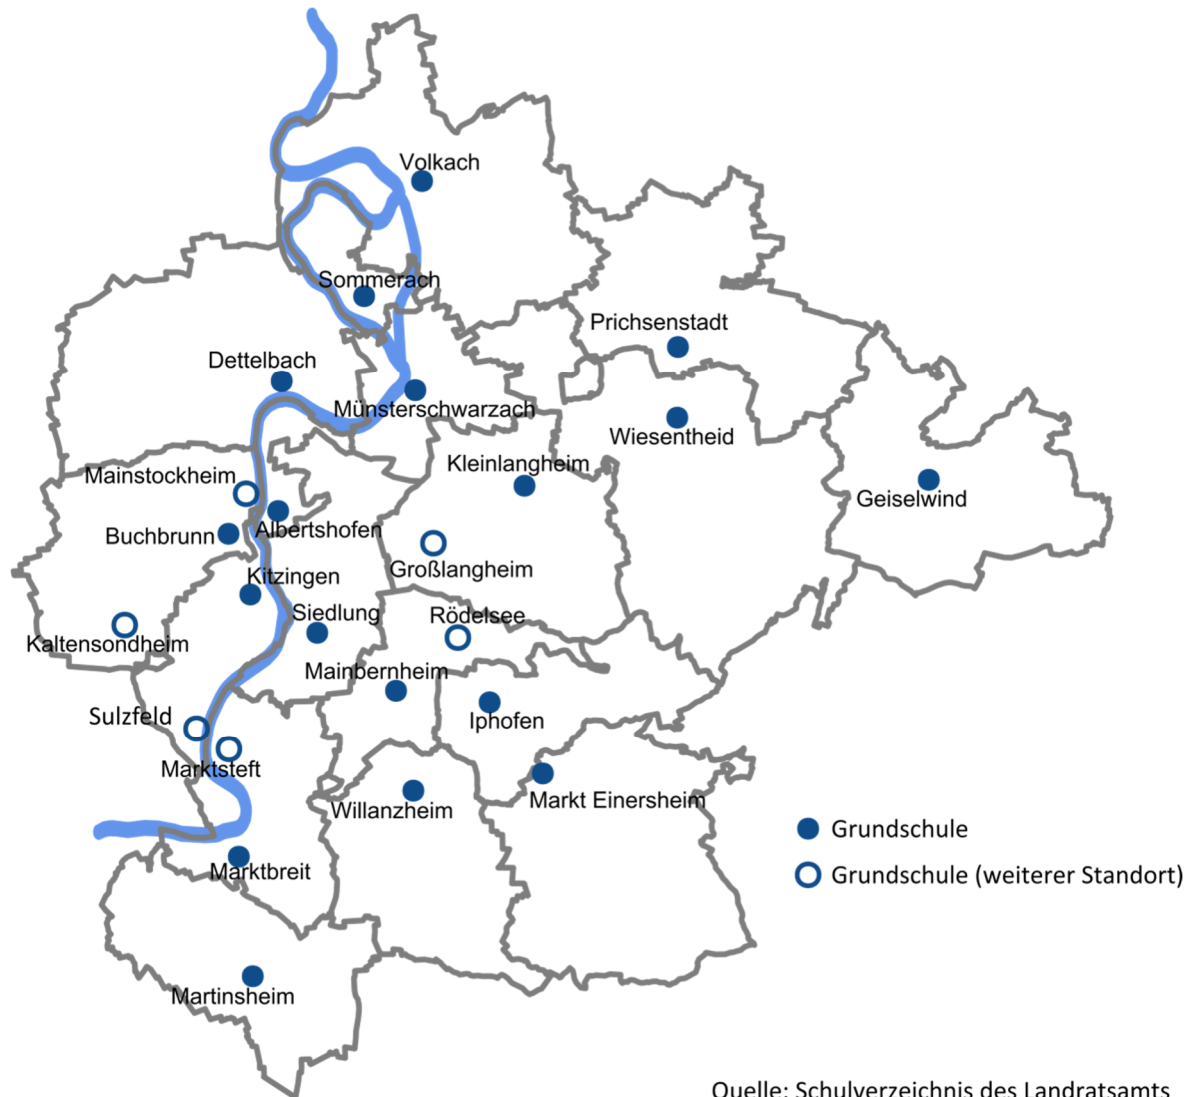 Volkach
Sommerach
Prichsenstadt
Dettelbach
Münsterschwarzach
Wiesentheid
Kleinlangheim
Mainstockheim
Geiselwind
Albertshofen
Buchbrunn
Großlangheim
Kitzingen
Siedlung
Rödelsee
Kaltensondheim
Mainbernheim
Sulzfeld
Iphofen
Marktsteft
Willanzheim
Markt Einersheim
Grundschule
Marktbreit
Grundschule (weiterer Standort)
Martinsheim
Quelle: Schulverzeichnis des Landratsamts